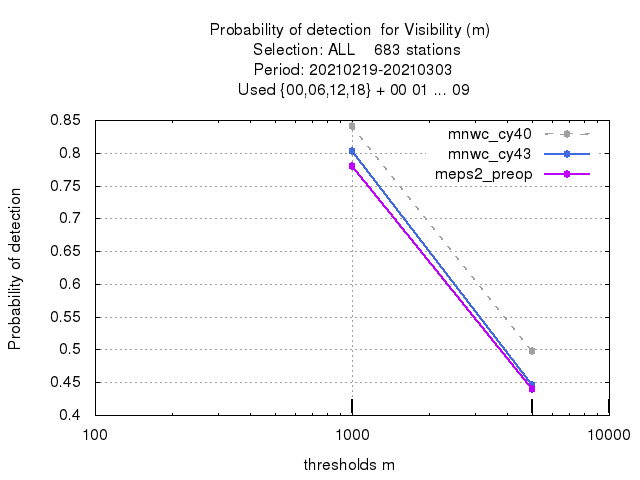 Probability of detection  for Visibility (m)
Selection: ALL    683 stations
Period: 20210219-20210303
Used {00,06,12,18} + 00 01 ... 09
mnwc_cy40
mnwc_cy43
meps2_preop
Probability of detection
0.85
0.8
0.75
0.7
0.65
0.6
0.55
0.5
0.45
0.4
100
1000
10000
thresholds m